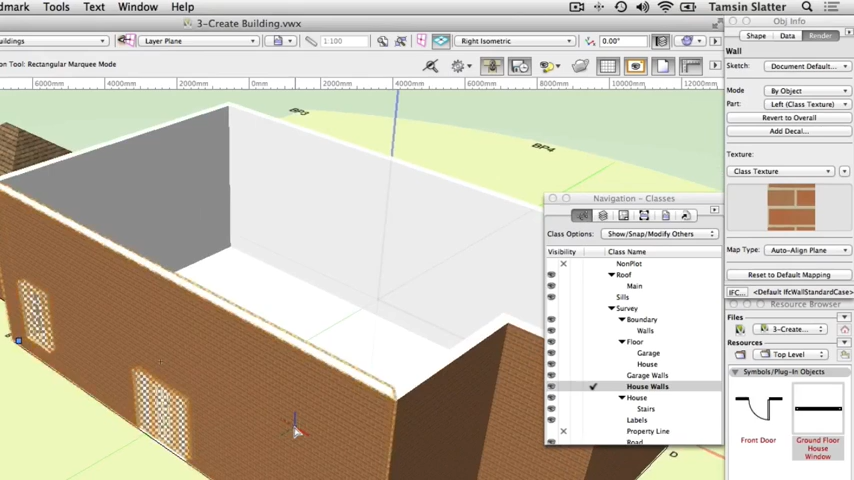 dmark Tools Text Window Help Tamsin Slatter
3-Create Building.vwx
Obj Info
uildings Layer Plane 1:100 Right Isometric 0.00°
Shape Data Render
Wall
Sketch: Document Default...
on Tool: Rectangular Marquee Mode
6000mm 4000mm 2000mm 0mm 2000mm 4000mm 6000mm 8000mm 10000mm 12000mm
Mode By Object
Part: Left (Class Texture)
Revert to Overall
Add Decal...
BP3
BP4
Texture:
Class Texture
Map Type: Auto-Align Plane
Reset to Default Mapping
IFC... <Default IfcWallStandardCase>
Navigation - Classes
Class Options: Show/Snap/Modify Others
Visibility Class Name
NonPlot
Roof
Main
Sills
Survey
Boundary
Walls
Floor
Garage
House
Garage Walls
House Walls
House
Stairs
Labels
Property Line
Road
Resource Browser
Files
3-Create...
Resources
Top Level
Symbols/Plug-In Objects
Front Door
Ground Floor
House
Window